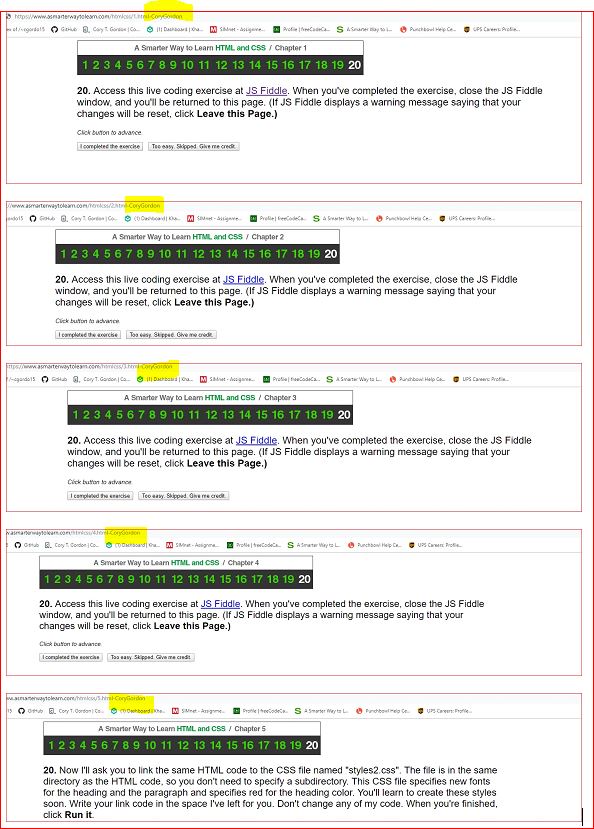 https://www.asmarterwaytolearn.com/htmlcss/1.html-CoryGordon
ew of /~cgordo15 GitHub Cory T. Gordon | Co... (1) Dashboard | Kha... SIMnet - Assignme... Profile | freeCodeCa... A Smarter Way to L... Punchbowl Help Ce... UPS Careers: Profile...
A Smarter Way to Learn HTML and CSS / Chapter 1
1 2 3 4 5 6 7 8 9 10 11 12 13 14 15 16 17 18 19 20
20. Access this live coding exercise at JS Fiddle. When you've completed the exercise, close the JS Fiddle
window, and you'll be returned to this page. (If JS Fiddle displays a warning message saying that your
changes will be reset, click Leave this Page.)
Click button to advance.
I completed the exercise Too easy. Skipped. Give me credit.
//www.asmarterwaytolearn.com/htmlcss/2.html-CoryGordon
gordo15 GitHub Cory T. Gordon | Co... (1) Dashboard | Kha... SIMnet - Assignme... Profile | freeCodeCa... A Smarter Way to L... Punchbowl Help Ce... UPS Careers: Profile...
A Smarter Way to Learn HTML and CSS / Chapter 2
1 2 3 4 5 6 7 8 9 10 11 12 13 14 15 16 17 18 19 20
20. Access this live coding exercise at JS Fiddle. When you've completed the exercise, close the JS Fiddle
window, and you'll be returned to this page. (If JS Fiddle displays a warning message saying that your
changes will be reset, click Leave this Page.)
Click button to advance.
I completed the exercise Too easy. Skipped. Give me credit.
https://www.asmarterwaytolearn.com/htmlcss/3.html-CoryGordon
of /~cgordo15 GitHub Cory T. Gordon | Co... (1) Dashboard | Kha... SIMnet - Assignme... Profile | freeCodeCa... A Smarter Way to L... Punchbowl Help Ce... UPS Careers: Profile...
A Smarter Way to Learn HTML and CSS / Chapter 3
1 2 3 4 5 6 7 8 9 10 11 12 13 14 15 16 17 18 19 20
20. Access this live coding exercise at JS Fiddle. When you've completed the exercise, close the JS Fiddle
window, and you'll be returned to this page. (If JS Fiddle displays a warning message saying that your
changes will be reset, click Leave this Page.)
Click button to advance.
I completed the exercise Too easy. Skipped. Give me credit.
w.asmarterwaytolearn.com/htmlcss/4.html-CoryGordon
5 GitHub Cory T. Gordon | Co... (1) Dashboard | Kha... SIMnet - Assignme... Profile | freeCodeCa... A Smarter Way to L... Punchbowl Help Ce... UPS Careers: Profile...
A Smarter Way to Learn HTML and CSS / Chapter 4
1 2 3 4 5 6 7 8 9 10 11 12 13 14 15 16 17 18 19 20
20. Access this live coding exercise at JS Fiddle. When you've completed the exercise, close the JS Fiddle
window, and you'll be returned to this page. (If JS Fiddle displays a warning message saying that your
changes will be reset, click Leave this Page.)
Click button to advance.
I completed the exercise Too easy. Skipped. Give me credit.
ww.asmarterwaytolearn.com/htmlcss/5.html-CoryGordon
15 GitHub Cory T. Gordon | Co... (1) Dashboard | Kha... SIMnet - Assignme... Profile | freeCodeCa... A Smarter Way to L... Punchbowl Help Ce... UPS Careers: Profile...
A Smarter Way to Learn HTML and CSS / Chapter 5
1 2 3 4 5 6 7 8 9 10 11 12 13 14 15 16 17 18 19 20
20. Now I'll ask you to link the same HTML code to the CSS file named "styles2.css". The file is in the same
directory as the HTML code, so you don't need to specify a subdirectory. This CSS file specifies new fonts
for the heading and the paragraph and specifies red for the heading color. You'll learn to create these styles
soon. Write your link code in the space I've left for you. Don't change any of my code. When you're finished,
click Run it.